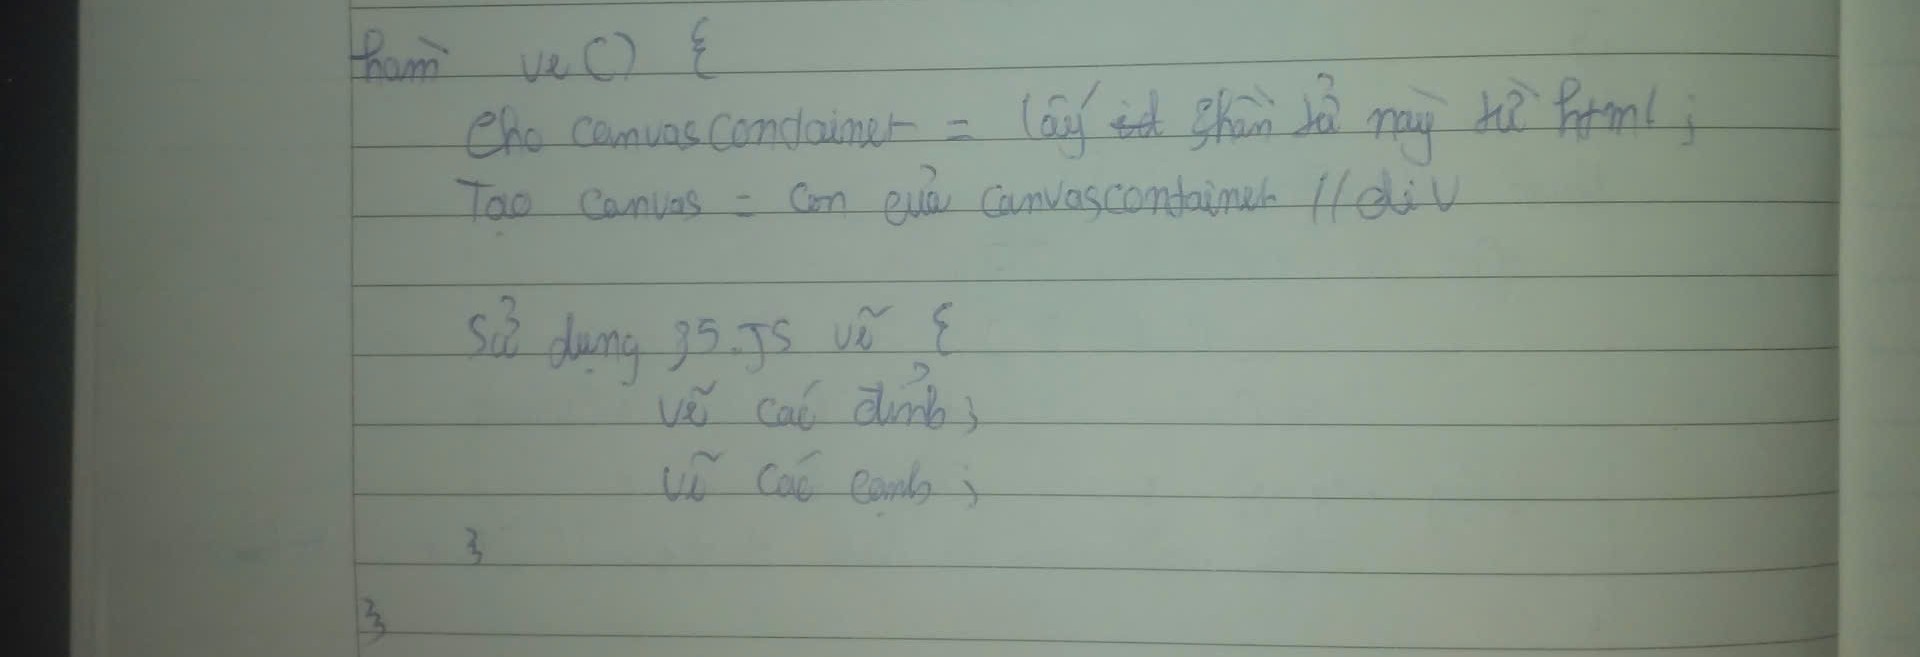 hàm ve() {
cho canvascontainer = lấy id phần tử này từ html;
Tạo canvas = con của canvascontainer //div
sử dụng p5.JS vẽ {
vẽ các đỉnh;
vẽ các cạnh;
}
}